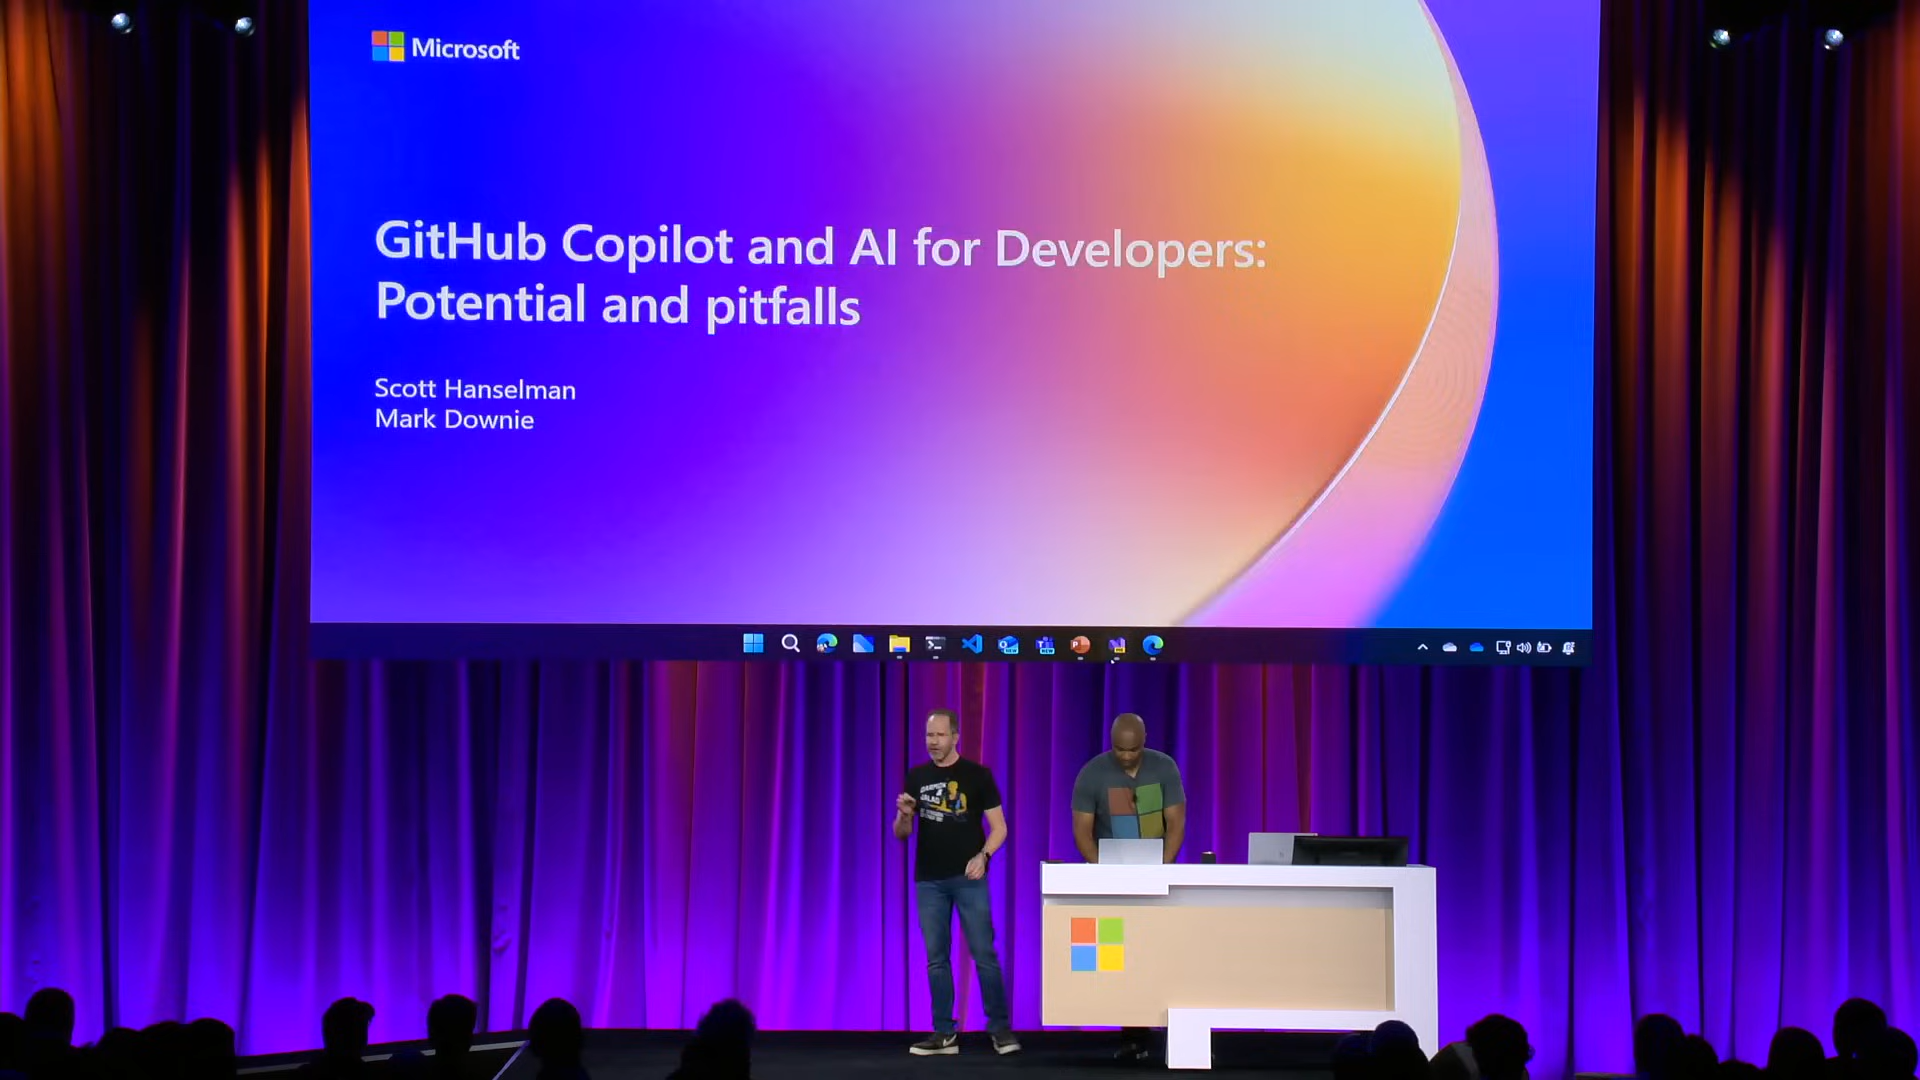 Microsoft
GitHub Copilot and AI for Developers:
Potential and pitfalls
Scott Hanselman
Mark Downie